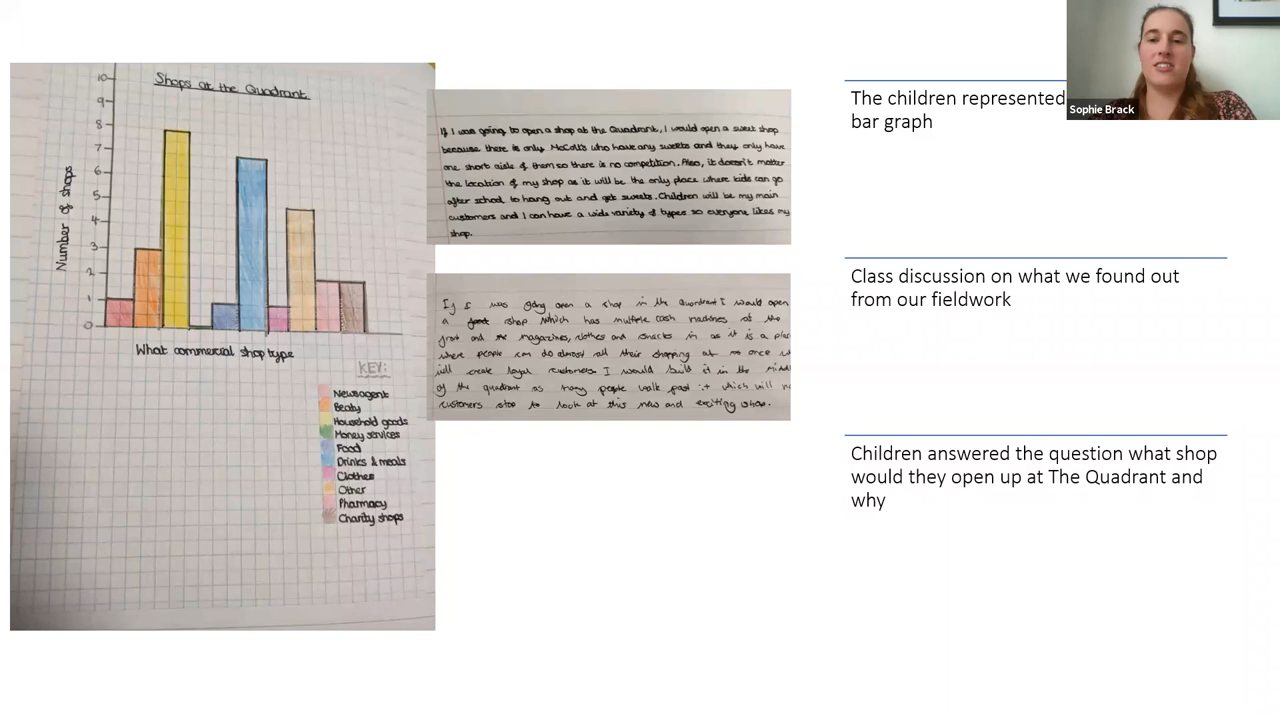 Shops at the Quadrant
10
9
8
7
6
5
4
3
2
1
0
Number of shops
What commercial shop type
KEY:
Newsagent
Beaty
Household goods
Money services
Food
Drinks & meals
Clothes
Other
Pharmacy
Charity shops
If I was going to open a shop at the Quadrant, I would open a sweet shop
because there is only McColl's who have any sweets and they only have
one short aisle of them so there is no competition. Also, it doesn't matter
the location of my shop as it will be the only place where kids can go
after school to hang out and get sweets. Children will be my main
customers and I can have a wide variety of types so everyone likes my
shop.
If I was going open a shop in the Quadrant I would open
a shop which has multiple cash machines at the
front and magazines, clothes and snacks in as it is a place
where people can do almost all their shopping at once
will create loyal customers. I would build it in the
of the quadrant as many people walk past it which will
customers stop to look at this new and exciting shop.
The children represented
bar graph
Sophie Brack
Class discussion on what we found out
from our fieldwork
Children answered the question what shop
would they open up at The Quadrant and
why